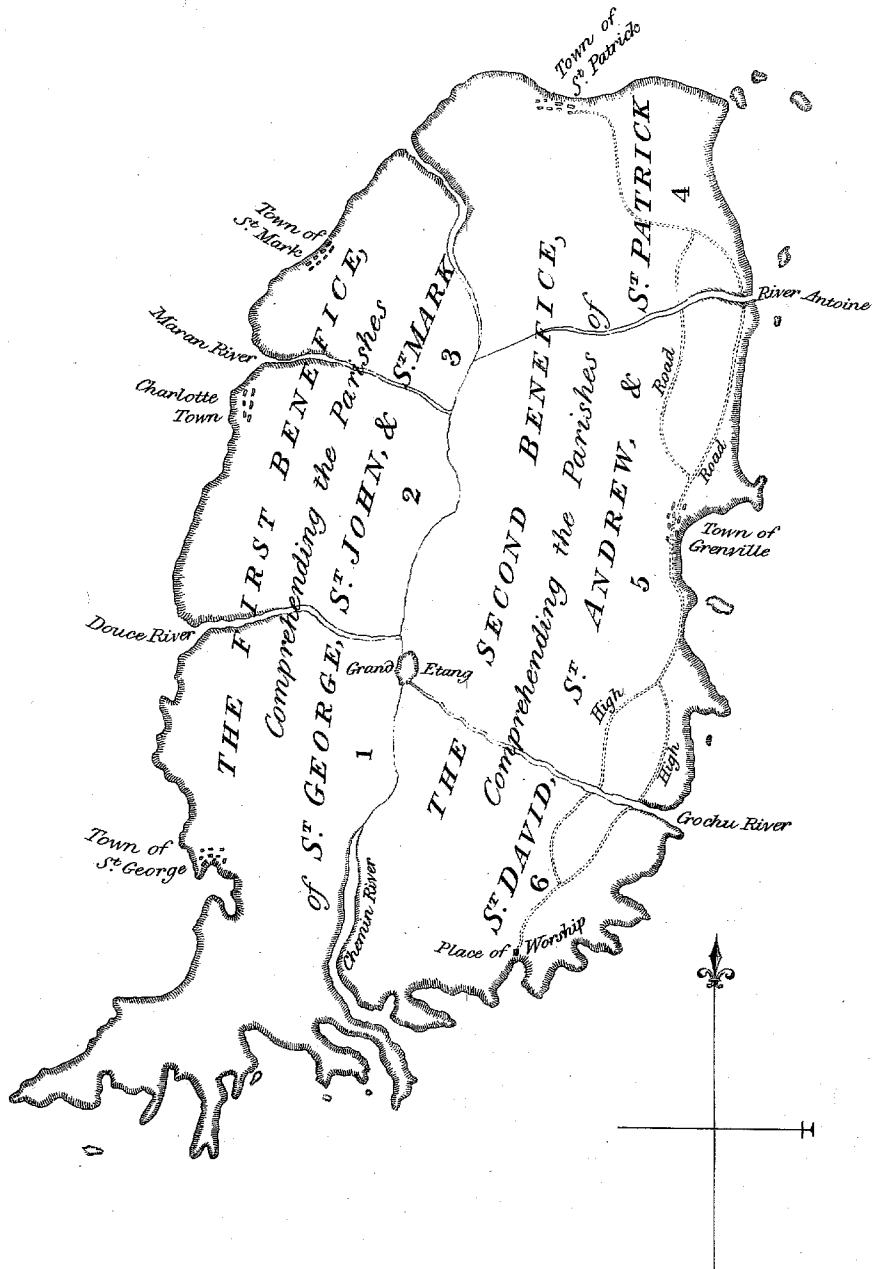 Town of
St. Patrick
Town of
St. Mark
Maran River
Charlotte
Town
Douce River
Town of
St. George
River Antoine
Town of
Grenville
Gochu River
Chemin River
Grand Etang
Place of Worship
Road
Road
High
High
THE FIRST BENEFICE,
Comprehending the Parishes
of ST. GEORGE, ST. JOHN, &
ST. MARK
1
2
3
THE SECOND BENEFICE,
Comprehending the Parishes of
ST. DAVID, ST. ANDREW, &
ST. PATRICK
4
5
6